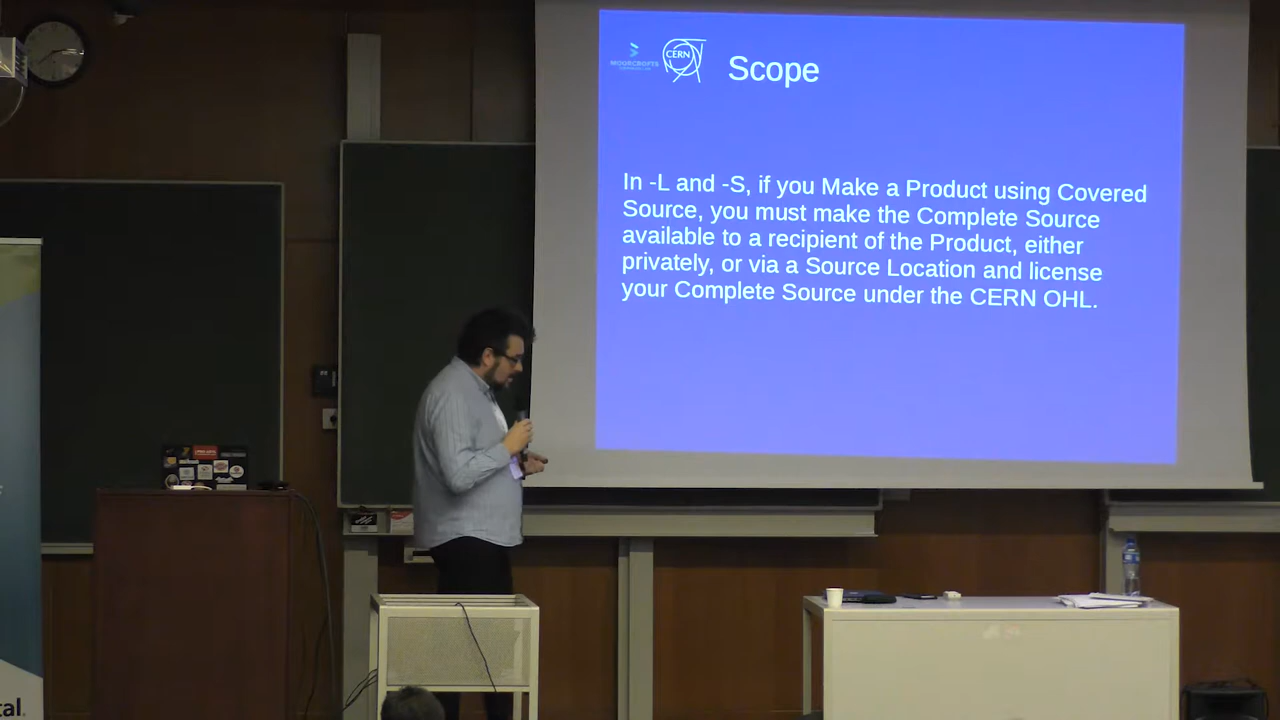 MOORCROFTS
CERN
Scope
In -L and -S, if you Make a Product using Covered
Source, you must make the Complete Source
available to a recipient of the Product, either
privately, or via a Source Location and license
your Complete Source under the CERN OHL.
tal.